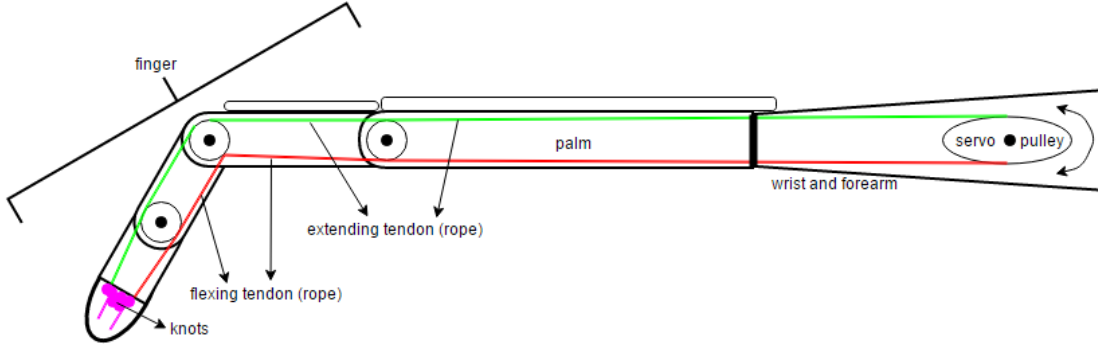 finger
palm
servo pulley
wrist and forearm
extending tendon (rope)
flexing tendon (rope)
knots